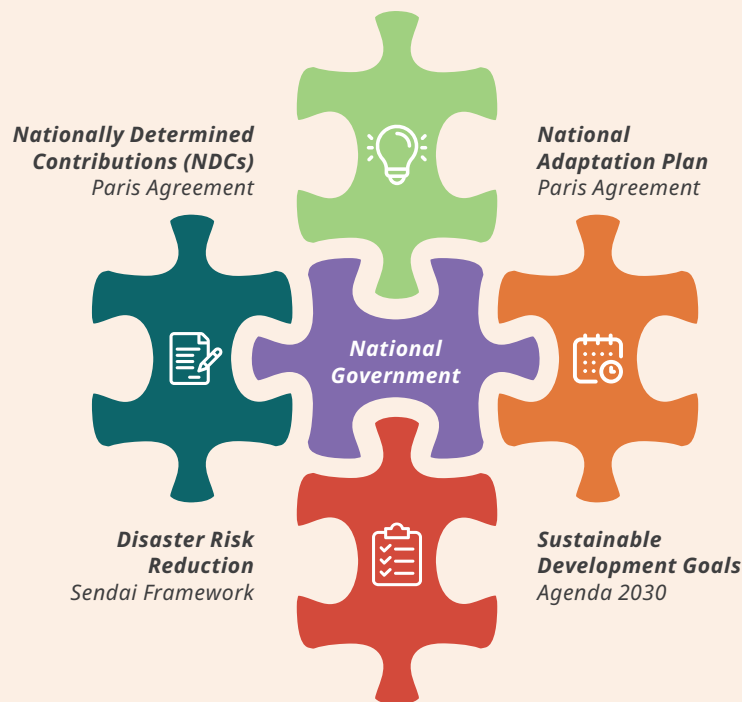 Nationally Determined
Contributions (NDCs)
Paris Agreement
National
Adaptation Plan
Paris Agreement
National
Government
Disaster Risk
Reduction
Sendai Framework
Sustainable
Development Goals
Agenda 2030